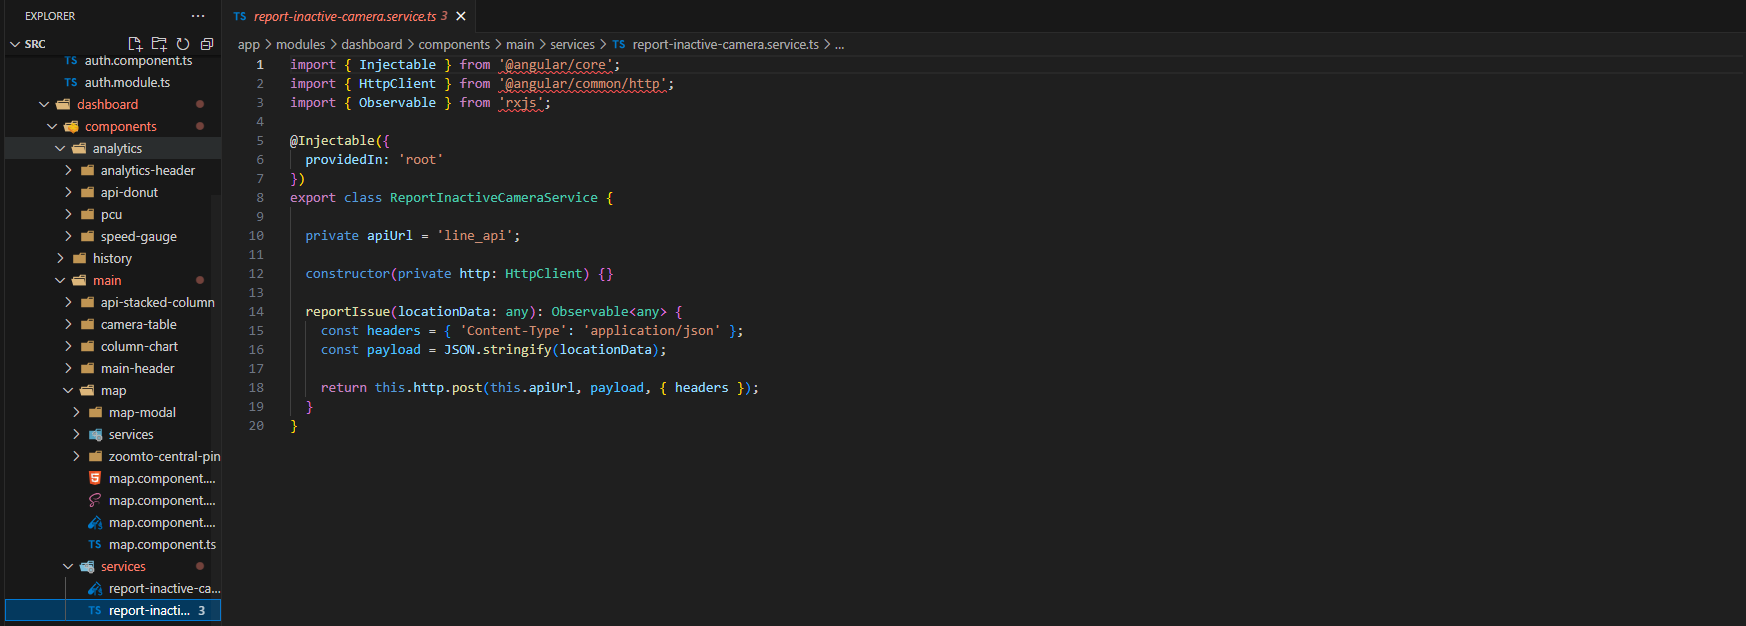 EXPLORER
SRC
auth.component.ts
TS auth.module.ts
dashboard
components
analytics
analytics-header
api-donut
pcu
speed-gauge
history
main
api-stacked-column
camera-table
column-chart
main-header
map
map-modal
services
zoomto-central-pin
map.component....
map.component....
map.component....
TS map.component.ts
services
report-inactive-ca...
TS report-inacti... 3
TS report-inactive-camera.service.ts 3
app > modules > dashboard > components > main > services > TS report-inactive-camera.service.ts > ...
1 import { Injectable } from '@angular/core';
2 import { HttpClient } from '@angular/common/http';
3 import { Observable } from 'rxjs';
4
5 @Injectable({
6 providedIn: 'root'
7 })
8 export class ReportInactiveCameraService {
9
10 private apiUrl = 'line_api';
11
12 constructor(private http: HttpClient) {}
13
14 reportIssue(locationData: any): Observable<any> {
15 const headers = { 'Content-Type': 'application/json' };
16 const payload = JSON.stringify(locationData);
17
18 return this.http.post(this.apiUrl, payload, { headers });
19 }
20 }